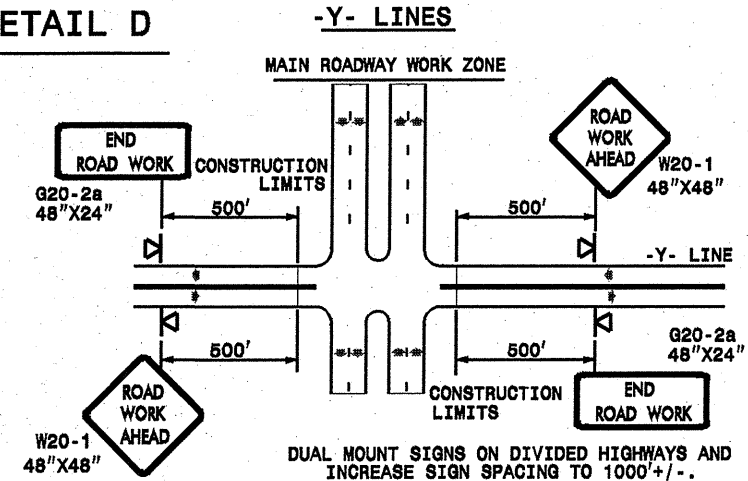 ETAIL D
-Y- LINES
MAIN ROADWAY WORK ZONE
END
ROAD WORK
CONSTRUCTION
LIMITS
G20-2a
48"X24"
500'
ROAD
WORK
AHEAD
W20-1
48"X48"
500'
-Y- LINE
500'
500'
G20-2a
48"X24"
ROAD
WORK
AHEAD
W20-1
48"X48"
CONSTRUCTION
LIMITS
END
ROAD WORK
DUAL MOUNT SIGNS ON DIVIDED HIGHWAYS AND
INCREASE SIGN SPACING TO 1000'+/-.